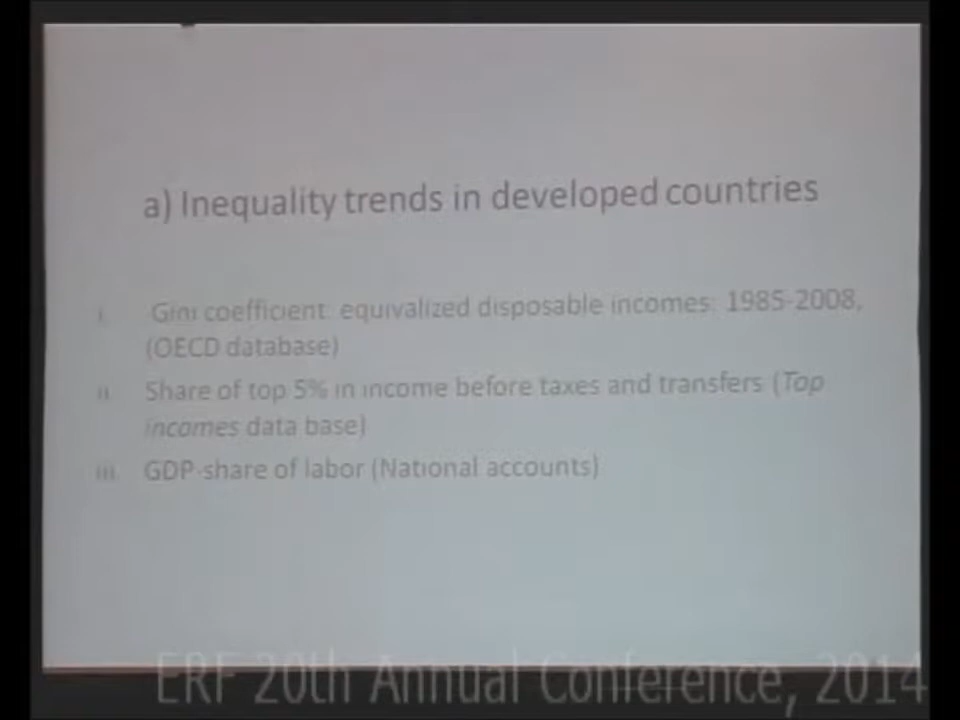 a) Inequality trends in developed countries
i. Gini coefficient: equivalized disposable incomes: 1985-2008,
(OECD database)
ii. Share of top 5% in income before taxes and transfers (Top
incomes data base)
iii. GDP-share of labor (National accounts)
ERF 20th Annual Conference, 2014